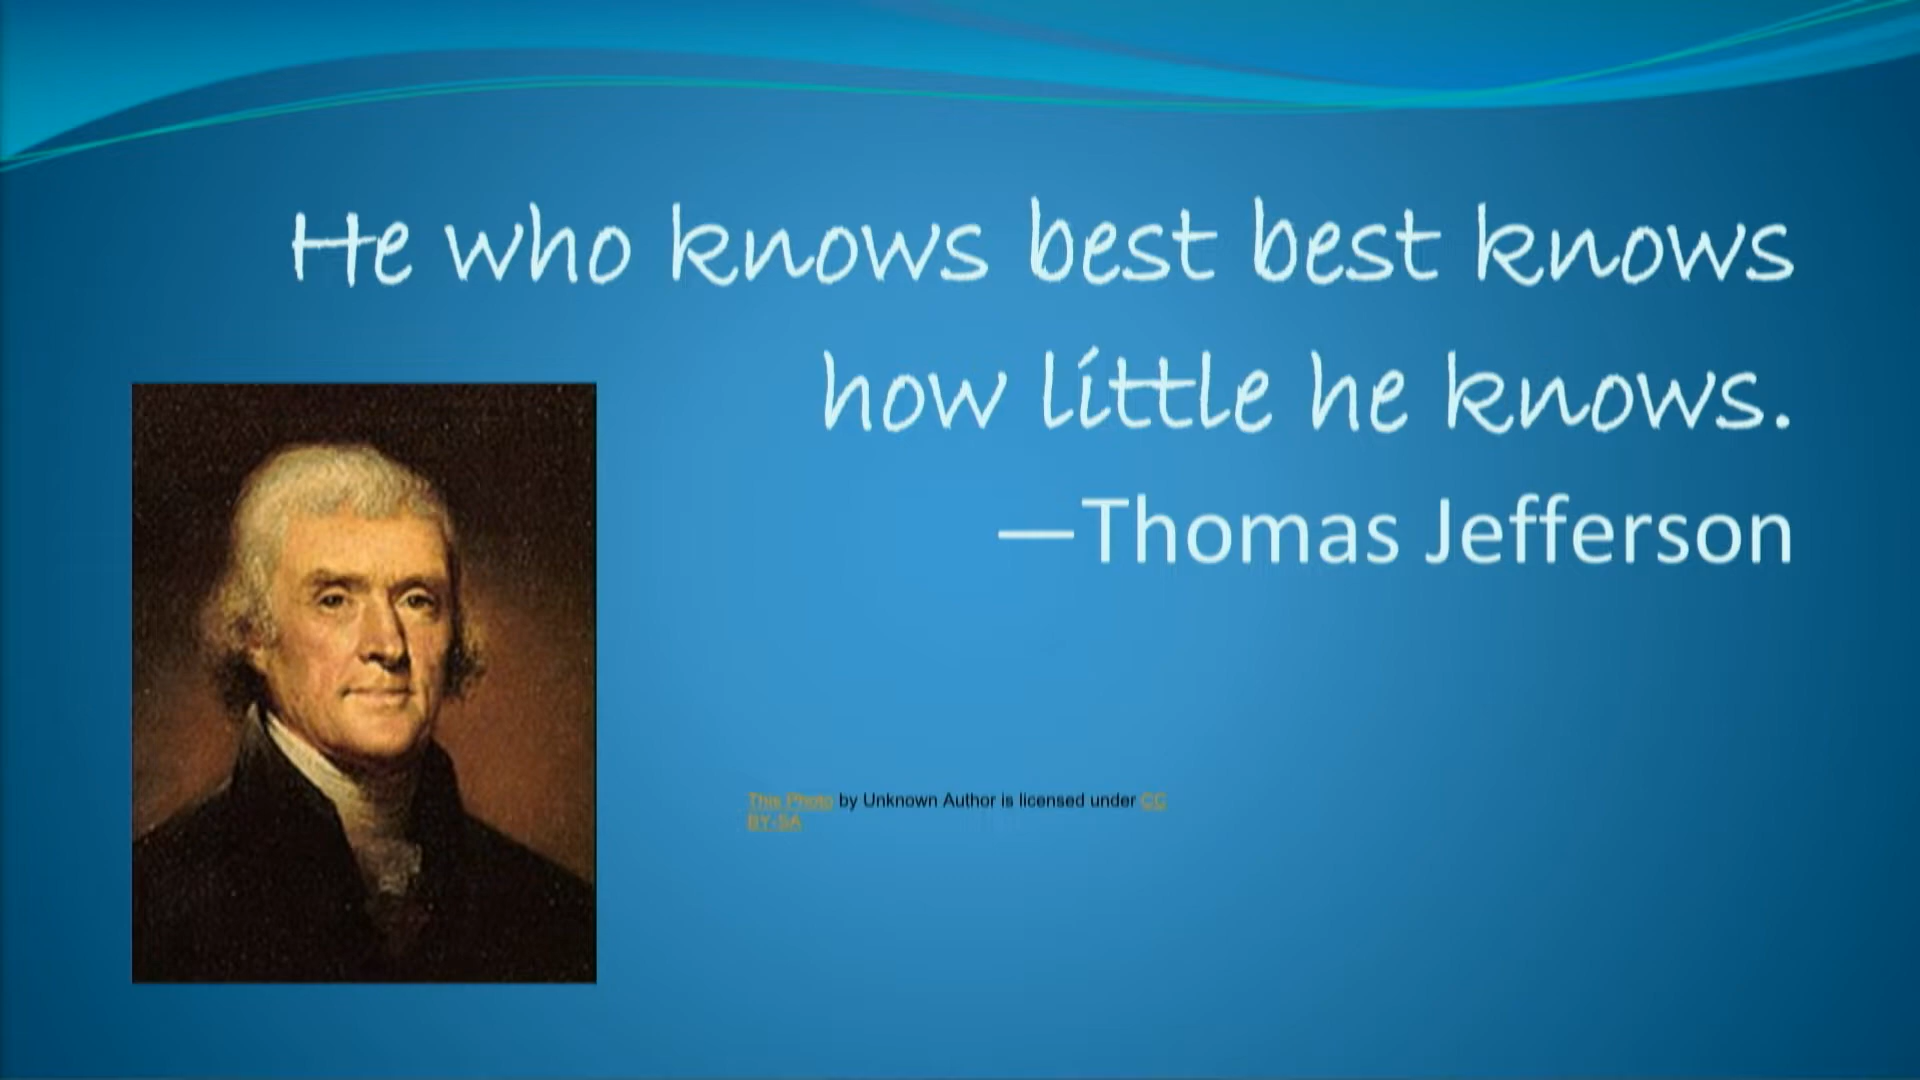 He who knows best best knows
how little he knows.
—Thomas Jefferson
This Photo by Unknown Author is licensed under CC
BY-SA